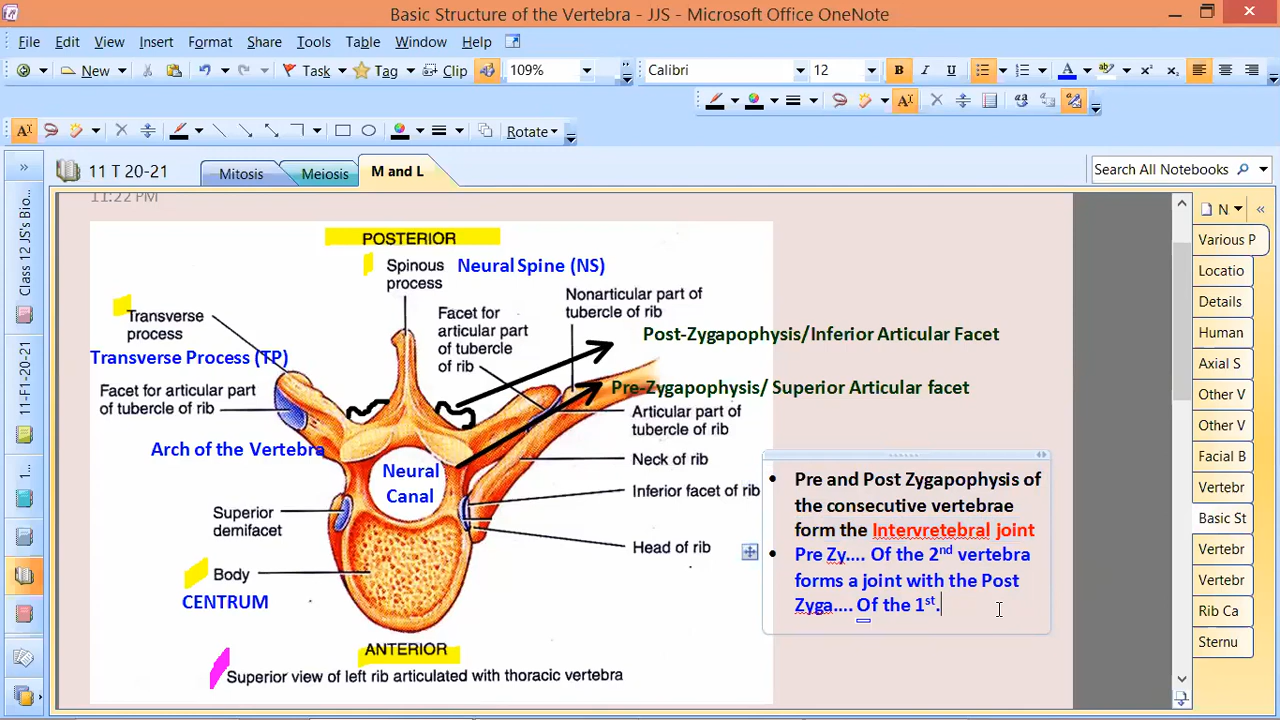 Basic Structure of the Vertebra - JJS - Microsoft Office OneNote
File Edit View Insert Format Share Tools Table Window Help
New Task Tag Clip 109% Calibri 12 B I U
Rotate
11 T 20-21 Mitosis Meiosis M and L Search All Notebooks
11:22 PM
POSTERIOR
Spinous process
Neural Spine (NS)
Transverse process
Transverse Process (TP)
Facet for articular part of tubercle of rib
Facet for articular part of tubercle of rib
Nonarticular part of tubercle of rib
Post-Zygapophysis/Inferior Articular Facet
Pre-Zygapophysis/ Superior Articular facet
Articular part of tubercle of rib
Arch of the Vertebra
Neural Canal
Neck of rib
Inferior facet of rib
Superior demifacet
Head of rib
Body
CENTRUM
ANTERIOR
Superior view of left rib articulated with thoracic vertebra
• Pre and Post Zygapophysis of
the consecutive vertebrae
form the Intervretebral joint
• Pre Zy.... Of the 2nd vertebra
forms a joint with the Post
Zyga.... Of the 1st.
Class 12 JS's Bio...
11-F1-20-21
1...
N
Various P
Locatio
Details
Human
Axial S
Other V
Other V
Facial B
Vertebr
Basic St
Vertebr
Vertebr
Rib Ca
Sternu